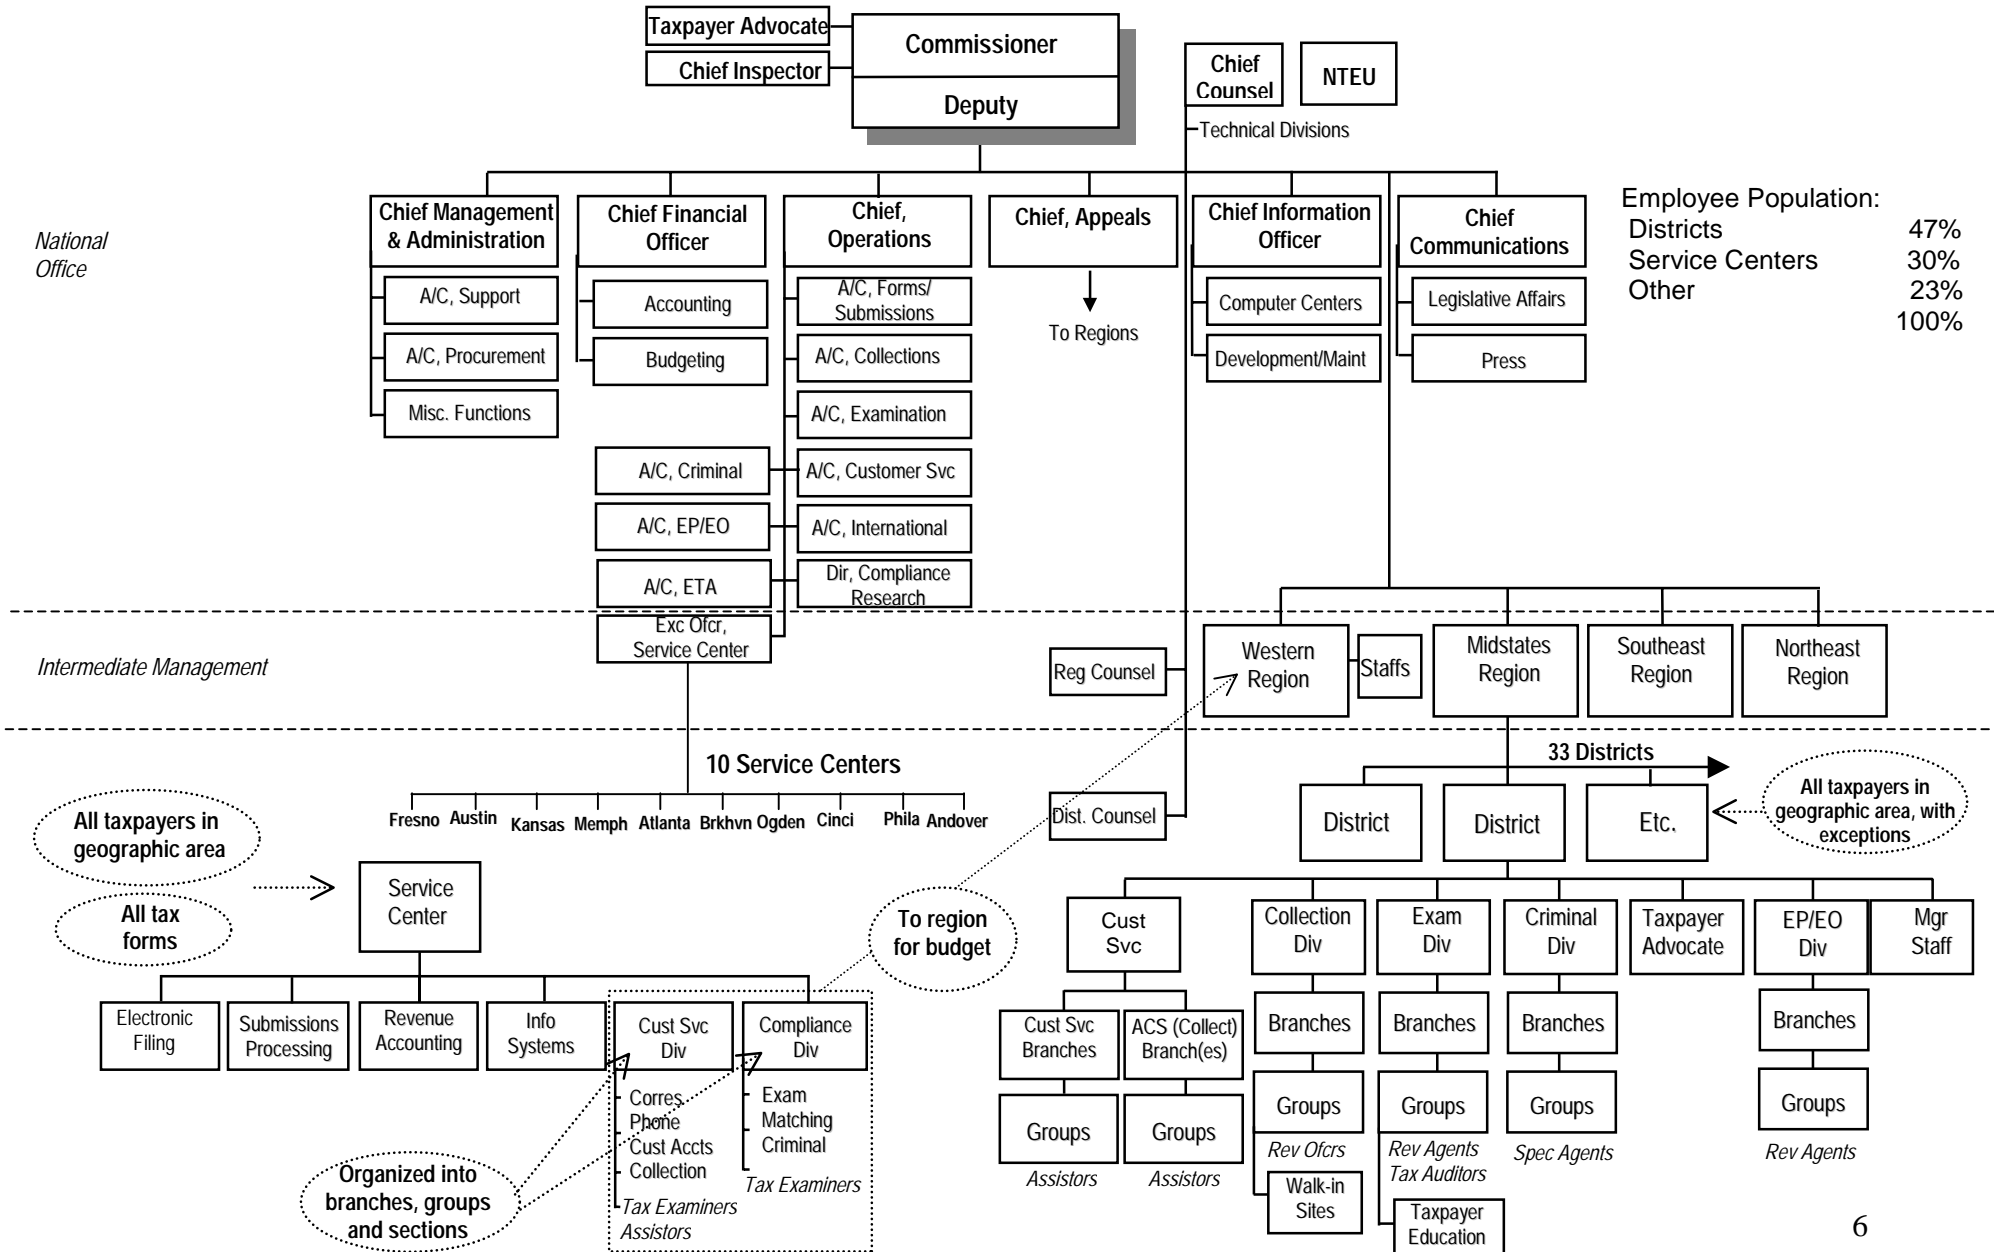 Taxpayer Advocate
Chief Inspector
Commissioner
Deputy
Chief
Counsel
NTEU
Technical Divisions
National
Office
Chief Management
& Administration
A/C, Support
A/C, Procurement
Misc. Functions
Chief Financial
Officer
Accounting
Budgeting
Chief,
Operations
A/C, Forms/
Submissions
A/C, Collections
A/C, Examination
A/C, Criminal
A/C, Customer Svc
A/C, EP/EO
A/C, International
A/C, ETA
Dir, Compliance
Research
Exc Ofcr,
Service Center
Chief, Appeals
To Regions
Chief Information
Officer
Computer Centers
Development/Maint
Chief
Communications
Legislative Affairs
Press
Employee Population:
Districts 47%
Service Centers 30%
Other 23%
100%
Intermediate Management
Reg Counsel
Western
Region
Staffs
Midstates
Region
Southeast
Region
Northeast
Region
10 Service Centers
Fresno Austin Kansas Memph Atlanta Brkhvn Ogden Cinci Phila Andover
Dist. Counsel
33 Districts
District
District
Etc.
All taxpayers in
geographic area, with
exceptions
All taxpayers in
geographic area
All tax
forms
Service
Center
To region
for budget
Electronic
Filing
Submissions
Processing
Revenue
Accounting
Info
Systems
Cust Svc
Div
Compliance
Div
Corres
Phone
Cust Accts
Collection
Tax Examiners
Assistors
Exam
Matching
Criminal
Tax Examiners
Organized into
branches, groups
and sections
Cust
Svc
Collection
Div
Exam
Div
Criminal
Div
Taxpayer
Advocate
EP/EO
Div
Mgr
Staff
Cust Svc
Branches
ACS (Collect)
Branch(es)
Branches
Branches
Branches
Branches
Groups
Groups
Groups
Groups
Groups
Groups
Assistors
Assistors
Rev Ofcrs
Rev Agents
Tax Auditors
Spec Agents
Rev Agents
Walk-in
Sites
Taxpayer
Education
6